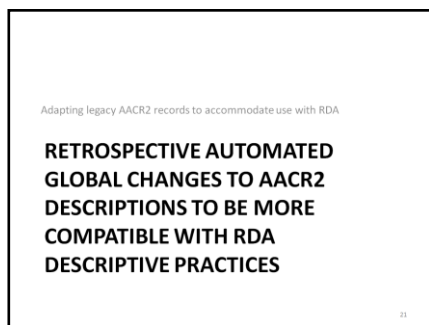 Adapting legacy AACR2 records to accommodate use with RDA
RETROSPECTIVE AUTOMATED
GLOBAL CHANGES TO AACR2
DESCRIPTIONS TO BE MORE
COMPATIBLE WITH RDA
DESCRIPTIVE PRACTICES
21